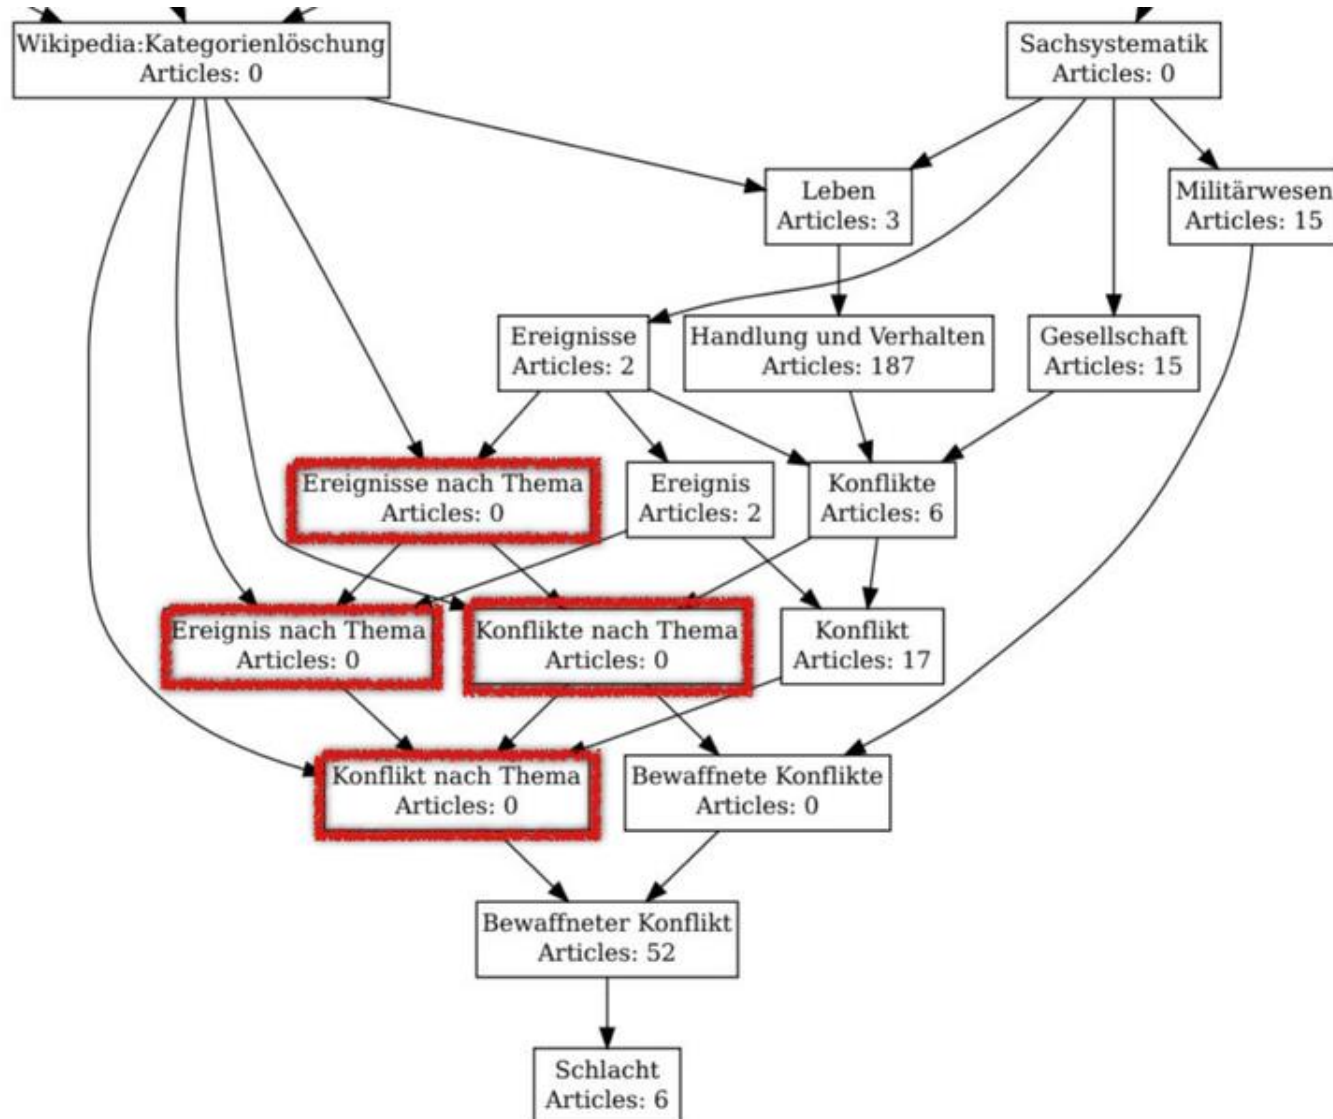 Wikipedia:Kategorienlöschung
Articles: 0
Sachsystematik
Articles: 0
Leben
Articles: 3
Militärwesen
Articles: 15
Ereignisse
Articles: 2
Handlung und Verhalten
Articles: 187
Gesellschaft
Articles: 15
Ereignisse nach Thema
Articles: 0
Ereignis
Articles: 2
Konflikte
Articles: 6
Ereignis nach Thema
Articles: 0
Konflikte nach Thema
Articles: 0
Konflikt
Articles: 17
Konflikt nach Thema
Articles: 0
Bewaffnete Konflikte
Articles: 0
Bewaffneter Konflikt
Articles: 52
Schlacht
Articles: 6